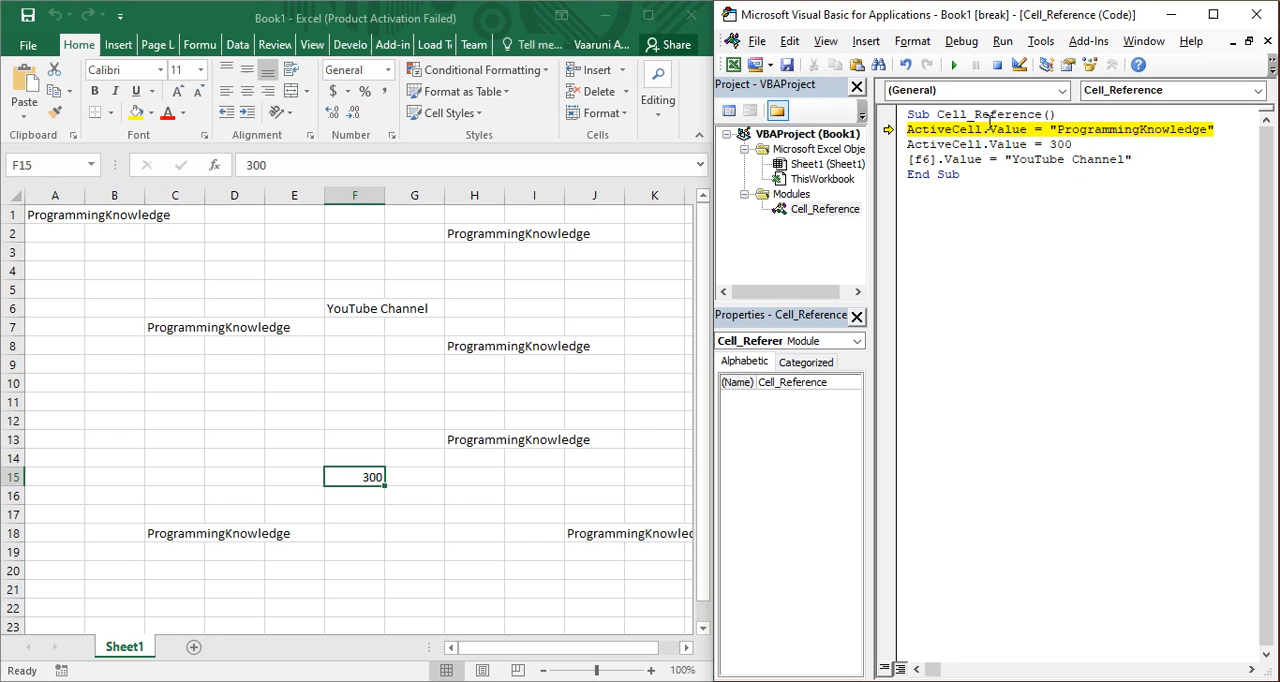 Book1 - Excel (Product Activation Failed)
File Home Insert Page L Formu Data Review View Develo Add-in Load T Team Tell me... Vaaruni A... Share
Paste
Calibri 11
General
Conditional Formatting
Format as Table
Cell Styles
Insert
Delete
Format
Editing
Clipboard Font Alignment Number Styles Cells
F15 fx 300
A B C D E F G H I J K
1 ProgrammingKnowledge
2 ProgrammingKnowledge
3
4
5
6 YouTube Channel
7 ProgrammingKnowledge
8 ProgrammingKnowledge
9
10
11
12
13 ProgrammingKnowledge
14
15 300
16
17
18 ProgrammingKnowledge ProgrammingKnowled
19
20
21
22
23
Sheet1
Ready 100%
Microsoft Visual Basic for Applications - Book1 [break] - [Cell_Reference (Code)]
File Edit View Insert Format Debug Run Tools Add-Ins Window Help
Project - VBAProject
VBAProject (Book1)
Microsoft Excel Obje
Sheet1 (Sheet1)
ThisWorkbook
Modules
Cell_Reference
Properties - Cell_Reference
Cell_Referer Module
Alphabetic Categorized
(Name) Cell_Reference
(General) Cell_Reference
Sub Cell_Reference()
ActiveCell.Value = "ProgrammingKnowledge"
ActiveCell.Value = 300
[f6].Value = "YouTube Channel"
End Sub